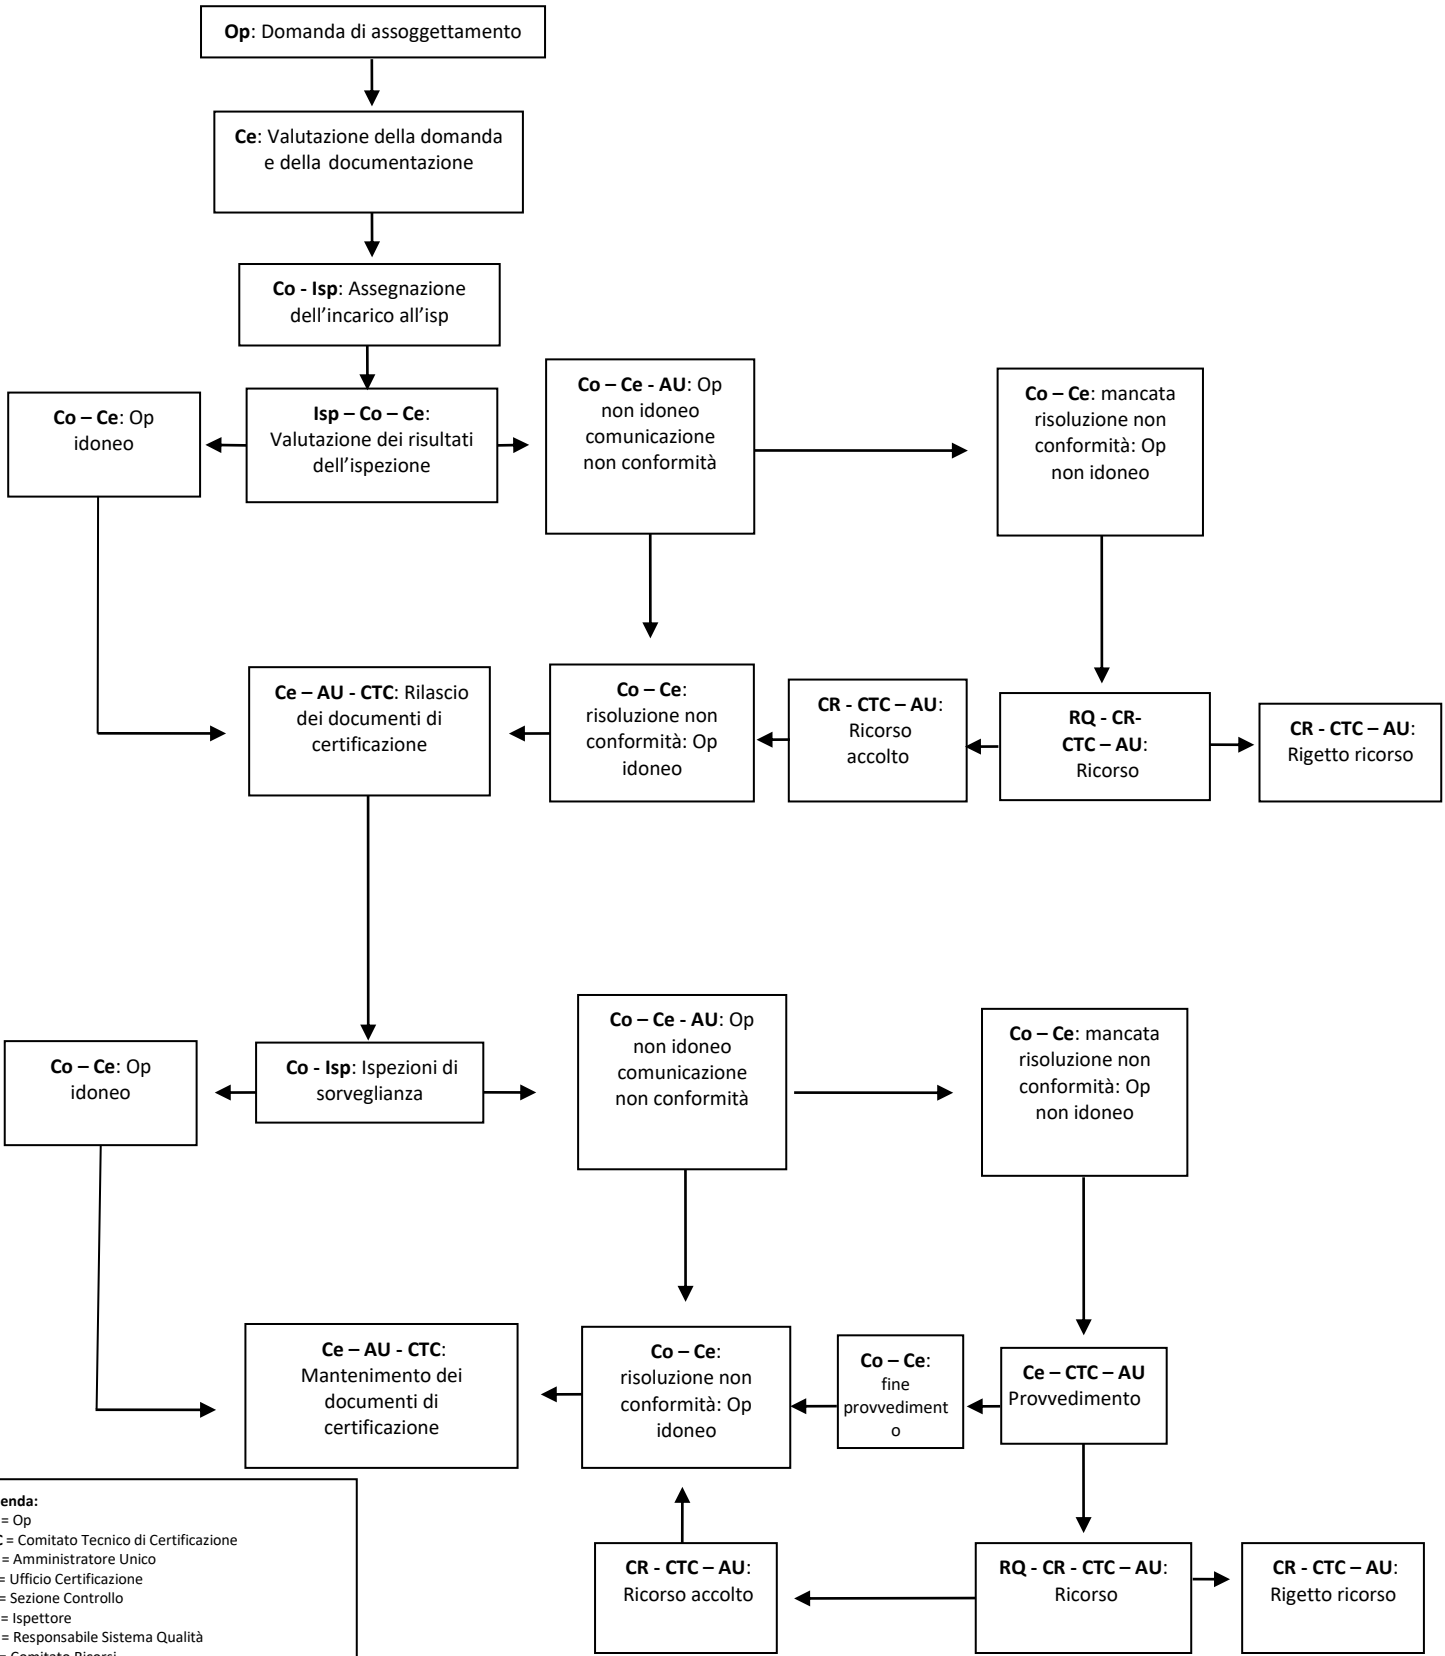 Op: Domanda di assoggettamento
Ce: Valutazione della domanda
e della documentazione
Co - Isp: Assegnazione
dell’incarico all’isp
Co – Ce: Op
idoneo
Isp – Co – Ce:
Valutazione dei risultati
dell’ispezione
Co – Ce - AU: Op
non idoneo
comunicazione
non conformità
Co – Ce: mancata
risoluzione non
conformità: Op
non idoneo
Ce – AU - CTC: Rilascio
dei documenti di
certificazione
Co – Ce:
risoluzione non
conformità: Op
idoneo
CR - CTC – AU:
Ricorso
accolto
RQ - CR-
CTC – AU:
Ricorso
CR - CTC – AU:
Rigetto ricorso
Co – Ce: Op
idoneo
Co - Isp: Ispezioni di
sorveglianza
Co – Ce - AU: Op
non idoneo
comunicazione
non conformità
Co – Ce: mancata
risoluzione non
conformità: Op
non idoneo
Ce – AU - CTC:
Mantenimento dei
documenti di
certificazione
Co – Ce:
risoluzione non
conformità: Op
idoneo
Co – Ce:
fine
provvediment
o
Ce – CTC – AU
Provvedimento
CR - CTC – AU:
Ricorso accolto
RQ - CR - CTC – AU:
Ricorso
CR - CTC – AU:
Rigetto ricorso
enda:
= Op
C = Comitato Tecnico di Certificazione
= Amministratore Unico
= Ufficio Certificazione
= Sezione Controllo
= Ispettore
= Responsabile Sistema Qualità
= Comitato Ricorsi